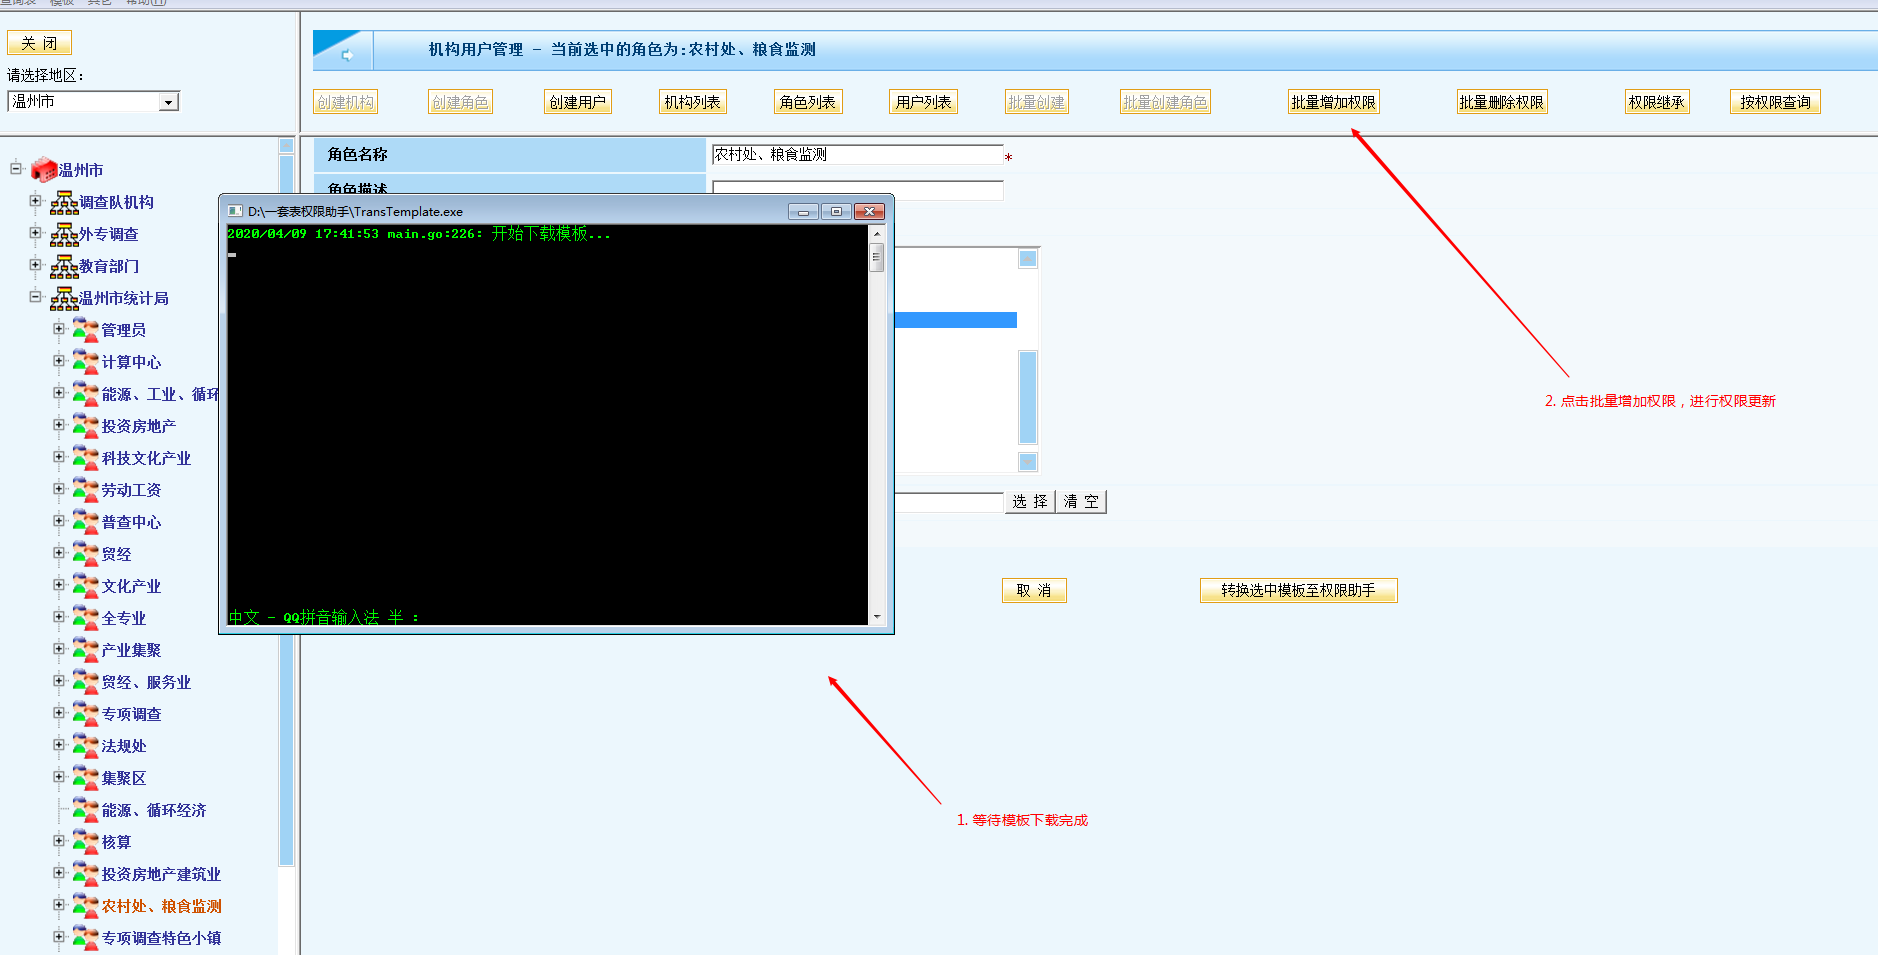 查询表 模板 其它 帮助(H)
关 闭
请选择地区：
温州市
机构用户管理 - 当前选中的角色为:农村处、粮食监测
创建机构 创建角色 创建用户 机构列表 角色列表 用户列表 批量创建 批量创建角色 批量增加权限 批量删除权限 权限继承 按权限查询
温州市
调查队机构
外专调查
教育部门
温州市统计局
管理员
计算中心
能源、工业、循环
投资房地产
科技文化产业
劳动工资
普查中心
贸经
文化产业
全专业
产业集聚
贸经、服务业
专项调查
法规处
集聚区
能源、循环经济
核算
投资房地产建筑业
农村处、粮食监测
专项调查特色小镇
角色名称
农村处、粮食监测 *
角色描述
D:\一套表权限助手\TransTemplate.exe
2020/04/09 17:41:53 main.go:226: 开始下载模板...
中文 - QQ拼音输入法 半 :
选 择 清 空
取 消
转换选中模板至权限助手
2. 点击批量增加权限，进行权限更新
1. 等待模板下载完成